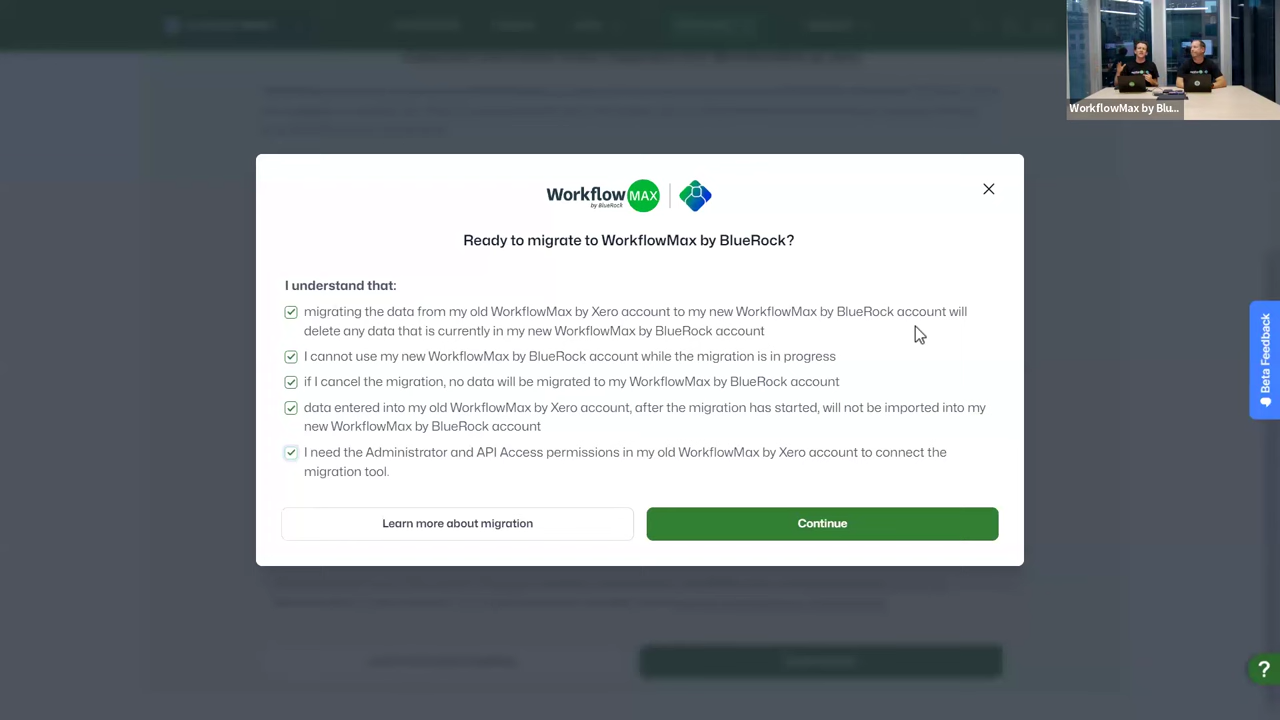 WorkflowMax by Blu...
Workflow MAX
by BlueRock
Ready to migrate to WorkflowMax by BlueRock?
I understand that:
migrating the data from my old WorkflowMax by Xero account to my new WorkflowMax by BlueRock account will
delete any data that is currently in my new WorkflowMax by BlueRock account
I cannot use my new WorkflowMax by BlueRock account while the migration is in progress
if I cancel the migration, no data will be migrated to my WorkflowMax by BlueRock account
data entered into my old WorkflowMax by Xero account, after the migration has started, will not be imported into my
new WorkflowMax by BlueRock account
I need the Administrator and API Access permissions in my old WorkflowMax by Xero account to connect the
migration tool.
Learn more about migration
Continue
Beta Feedback
?